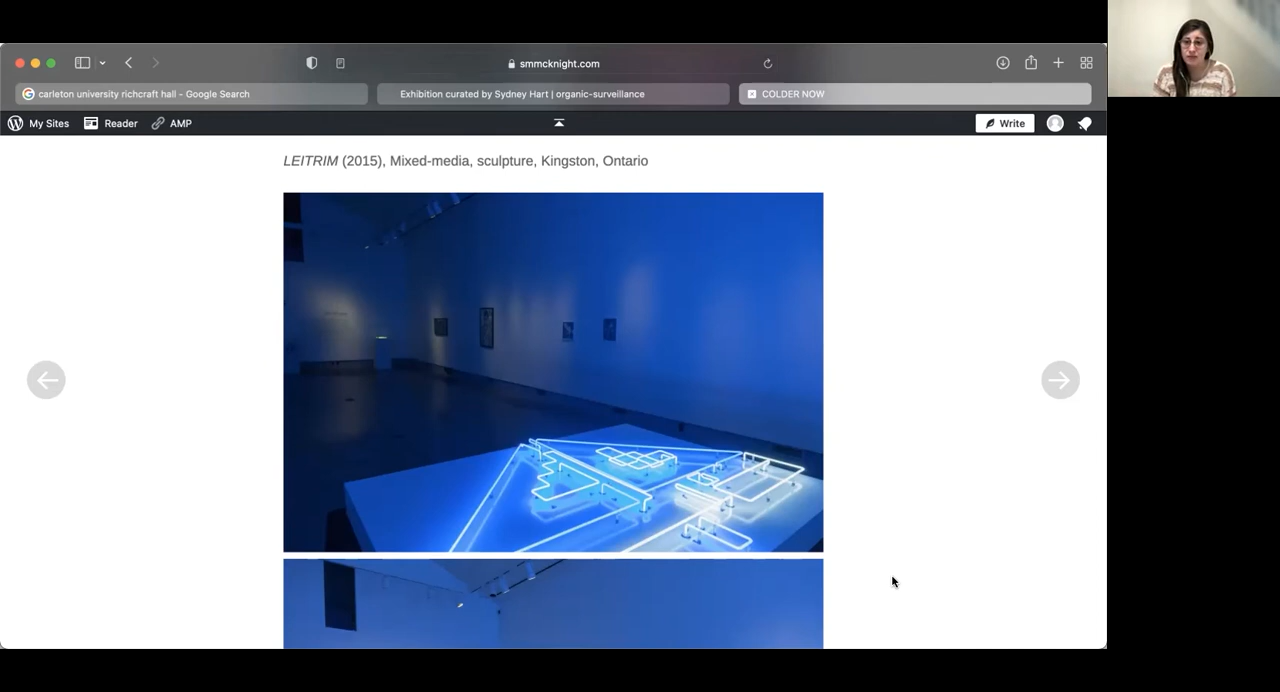 smmcknight.com
carleton university richcraft hall - Google Search
Exhibition curated by Sydney Hart | organic-surveillance
COLDER NOW
My Sites
Reader
AMP
Write
LEITRIM (2015), Mixed-media, sculpture, Kingston, Ontario